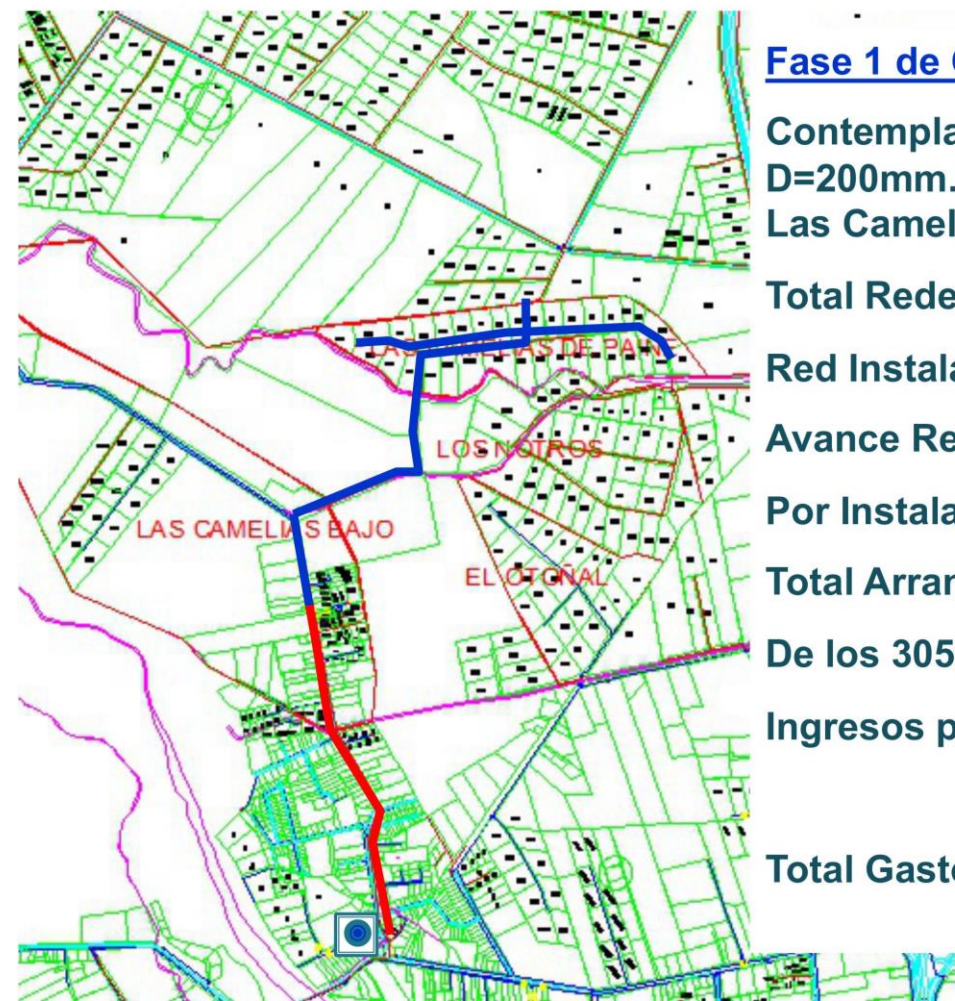 Fase 1 de
Contempla
D=200mm.
Las Camel
Total Rede
Red Instala
Avance Re
Por Instala
Total Arran
De los 305
Ingresos p
Total Gasto
LOS NOTROS
LAS CAMELIAS BAJO
EL OTOÑAL